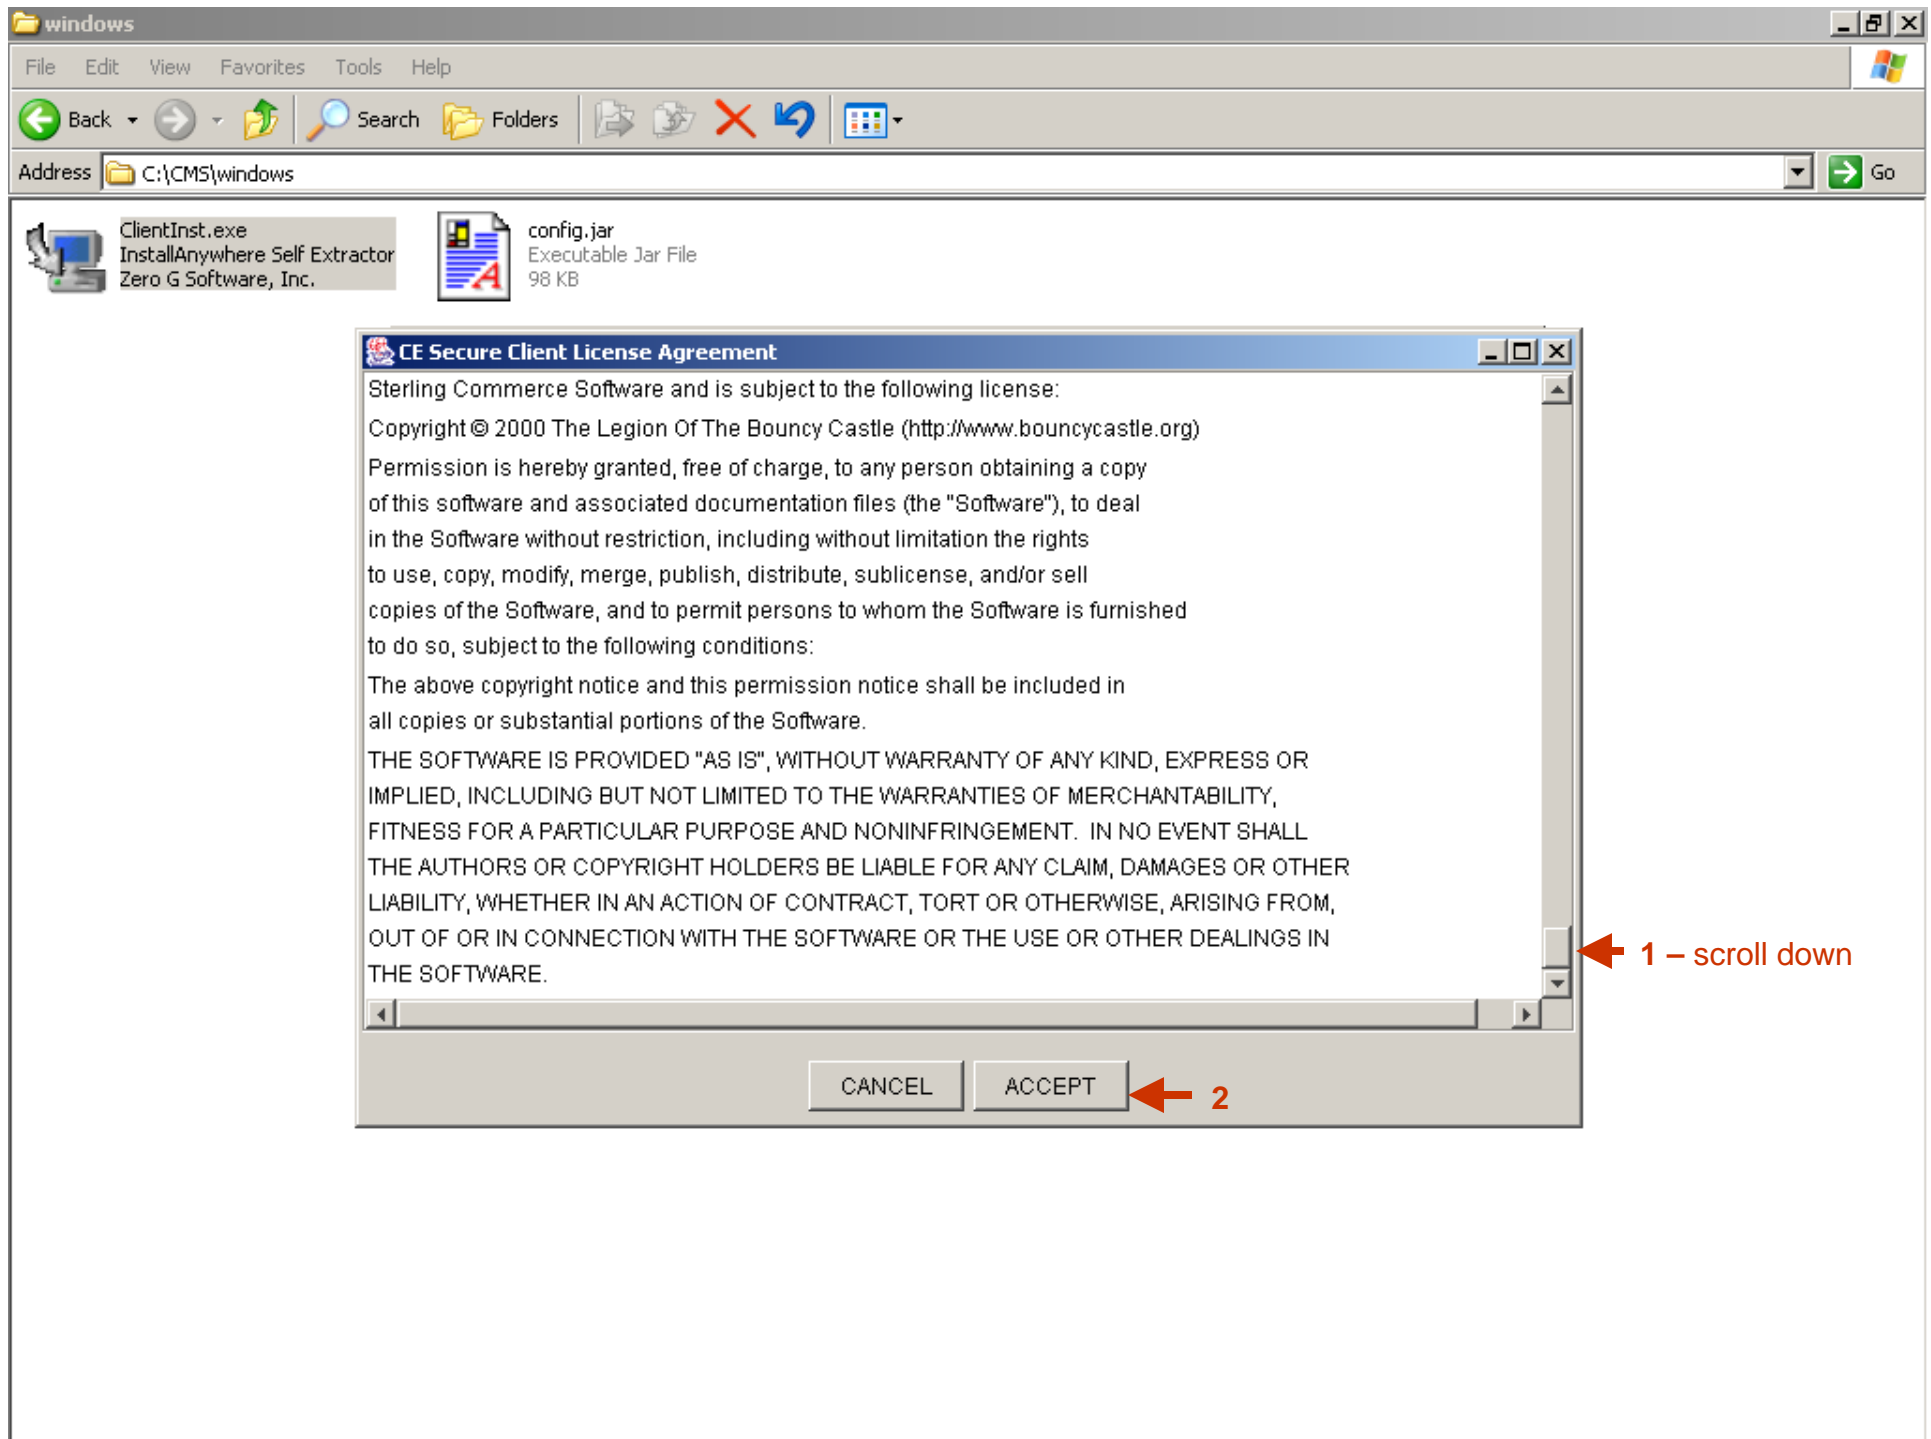 windows
File Edit View Favorites Tools Help
Back Search Folders
Address C:\CMS\windows Go
ClientInst.exe
InstallAnywhere Self Extractor
Zero G Software, Inc.
config.jar
Executable Jar File
98 KB
CE Secure Client License Agreement
Sterling Commerce Software and is subject to the following license:
Copyright © 2000 The Legion Of The Bouncy Castle (http://www.bouncycastle.org)
Permission is hereby granted, free of charge, to any person obtaining a copy
of this software and associated documentation files (the "Software"), to deal
in the Software without restriction, including without limitation the rights
to use, copy, modify, merge, publish, distribute, sublicense, and/or sell
copies of the Software, and to permit persons to whom the Software is furnished
to do so, subject to the following conditions:
The above copyright notice and this permission notice shall be included in
all copies or substantial portions of the Software.
THE SOFTWARE IS PROVIDED "AS IS", WITHOUT WARRANTY OF ANY KIND, EXPRESS OR
IMPLIED, INCLUDING BUT NOT LIMITED TO THE WARRANTIES OF MERCHANTABILITY,
FITNESS FOR A PARTICULAR PURPOSE AND NONINFRINGEMENT.  IN NO EVENT SHALL
THE AUTHORS OR COPYRIGHT HOLDERS BE LIABLE FOR ANY CLAIM, DAMAGES OR OTHER
LIABILITY, WHETHER IN AN ACTION OF CONTRACT, TORT OR OTHERWISE, ARISING FROM,
OUT OF OR IN CONNECTION WITH THE SOFTWARE OR THE USE OR OTHER DEALINGS IN
THE SOFTWARE.
1 – scroll down
CANCEL ACCEPT 2